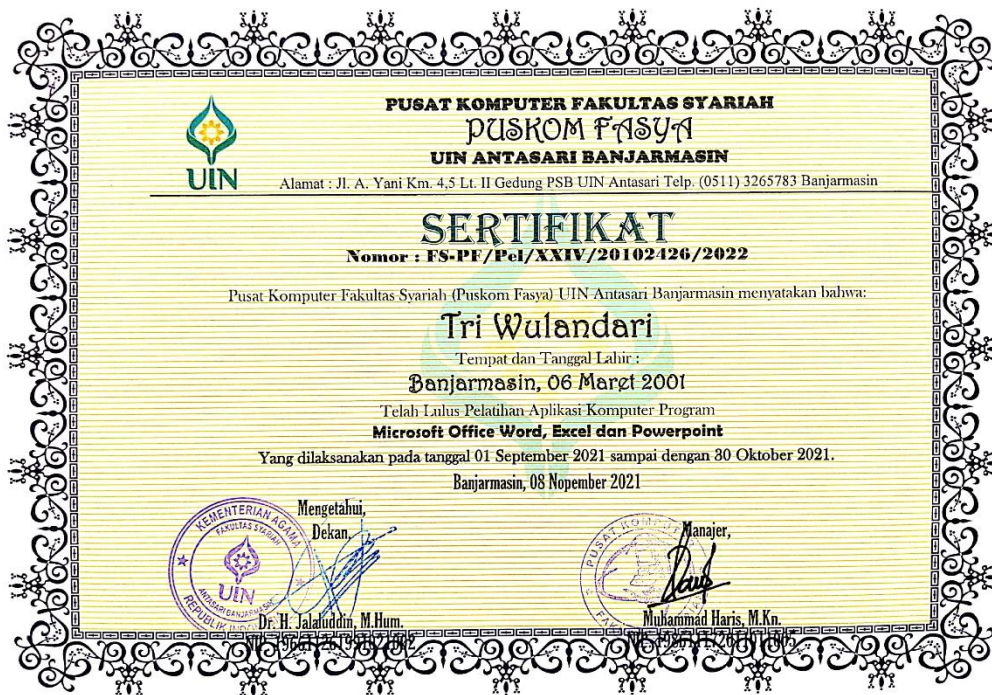 PUSAT KOMPUTER FAKULTAS SYARIAH
PUSKOM FASYA
UIN ANTASARI BANJARMASIN
UIN
Alamat : Jl. A. Yani Km. 4,5 Lt. II Gedung PSB UIN Antasari Telp. (0511) 3265783 Banjarmasin
SERTIFIKAT
Nomor : FS-PF/Pel/XXIV/20102426/2022
Pusat Komputer Fakultas Syariah (Puskom Fasya) UIN Antasari Banjarmasin menyatakan bahwa:
Tri Wulandari
Tempat dan Tanggal Lahir :
Banjarmasin, 06 Maret 2001
Telah Lulus Pelatihan Aplikasi Komputer Program
Microsoft Office Word, Excel dan Powerpoint
Yang dilaksanakan pada tanggal 01 September 2021 sampai dengan 30 Oktober 2021.
Banjarmasin, 08 Nopember 2021
Mengetahui,
Dekan,
KEMENTERIAN AGAMA
FAKULTAS SYARIAH
UIN
ANTASARI BANJARMASIN
REPUBLIK INDONESIA
Dr. H. Jalaluddin, M.Hum.
Manajer,
PUSAT KOMPUTER
Muhammad Haris, M.Kn.